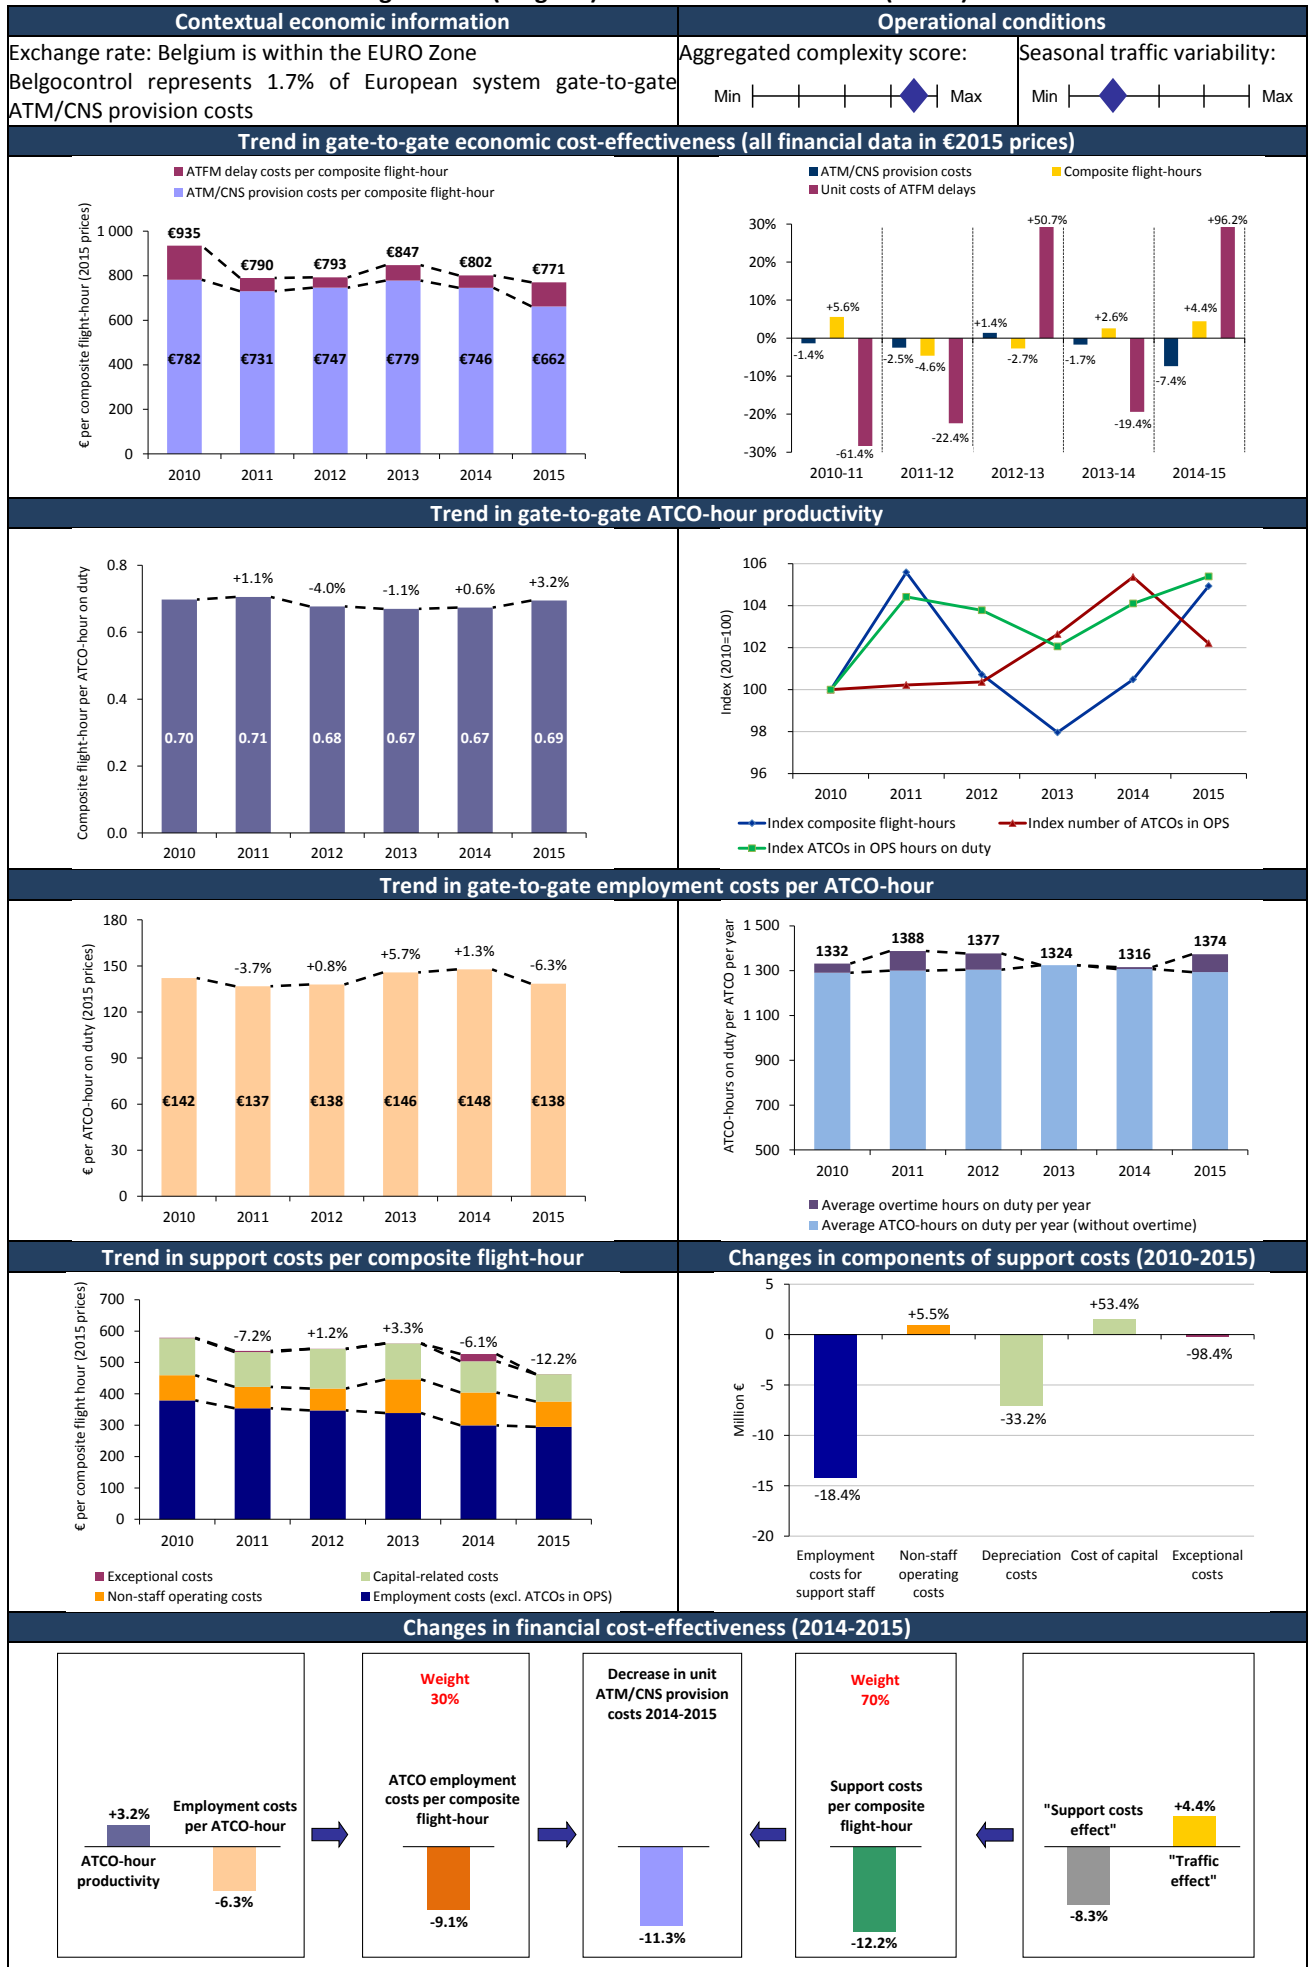 Contextual economic information
Operational conditions
Exchange rate: Belgium is within the EURO Zone
Belgocontrol represents 1.7% of European system gate-to-gate
ATM/CNS provision costs
Aggregated complexity score:
Min Max
Seasonal traffic variability:
Min Max
Trend in gate-to-gate economic cost-effectiveness (all financial data in €2015 prices)
ATFM delay costs per composite flight-hour
ATM/CNS provision costs per composite flight-hour
€ per composite flight-hour (2015 prices)
1 000
800
600
400
200
0
€935 €790 €793 €847 €802 €771
€782 €731 €747 €779 €746 €662
2010 2011 2012 2013 2014 2015
ATM/CNS provision costs
Composite flight-hours
Unit costs of ATFM delays
30%
20%
10%
0%
-10%
-20%
-30%
-1.4% +5.6% -61.4%
-2.5% -4.6% -22.4%
+1.4% -2.7% +50.7%
-1.7% +2.6% -19.4%
-7.4% +4.4% +96.2%
2010-11 2011-12 2012-13 2013-14 2014-15
Trend in gate-to-gate ATCO-hour productivity
Composite flight-hour per ATCO-hour on duty
0.8
0.6
0.4
0.2
0.0
+1.1% -4.0% -1.1% +0.6% +3.2%
0.70 0.71 0.68 0.67 0.67 0.69
2010 2011 2012 2013 2014 2015
Index (2010=100)
106
104
102
100
98
96
2010 2011 2012 2013 2014 2015
Index composite flight-hours
Index number of ATCOs in OPS
Index ATCOs in OPS hours on duty
Trend in gate-to-gate employment costs per ATCO-hour
€ per ATCO-hour on duty (2015 prices)
180
150
120
90
60
30
0
-3.7% +0.8% +5.7% +1.3% -6.3%
€142 €137 €138 €146 €148 €138
2010 2011 2012 2013 2014 2015
ATCO-hours on duty per ATCO per year
1 500
1 300
1 100
900
700
500
1332 1388 1377 1324 1316 1374
2010 2011 2012 2013 2014 2015
Average overtime hours on duty per year
Average ATCO-hours on duty per year (without overtime)
Trend in support costs per composite flight-hour
Changes in components of support costs (2010-2015)
€ per composite flight hour (2015 prices)
700
600
500
400
300
200
100
0
-7.2% +1.2% +3.3% -6.1% -12.2%
2010 2011 2012 2013 2014 2015
Exceptional costs
Capital-related costs
Non-staff operating costs
Employment costs (excl. ATCOs in OPS)
Million €
5
0
-5
-10
-15
-20
-18.4% +5.5% -33.2% +53.4% -98.4%
Employment costs for support staff
Non-staff operating costs
Depreciation costs
Cost of capital
Exceptional costs
Changes in financial cost-effectiveness (2014-2015)
+3.2%
ATCO-hour
productivity
Employment costs
per ATCO-hour
-6.3%
Weight
30%
ATCO employment
costs per composite
flight-hour
-9.1%
Decrease in unit
ATM/CNS provision
costs 2014-2015
-11.3%
Weight
70%
Support costs
per composite
flight-hour
-12.2%
"Support costs
effect"
-8.3%
+4.4%
"Traffic
effect"